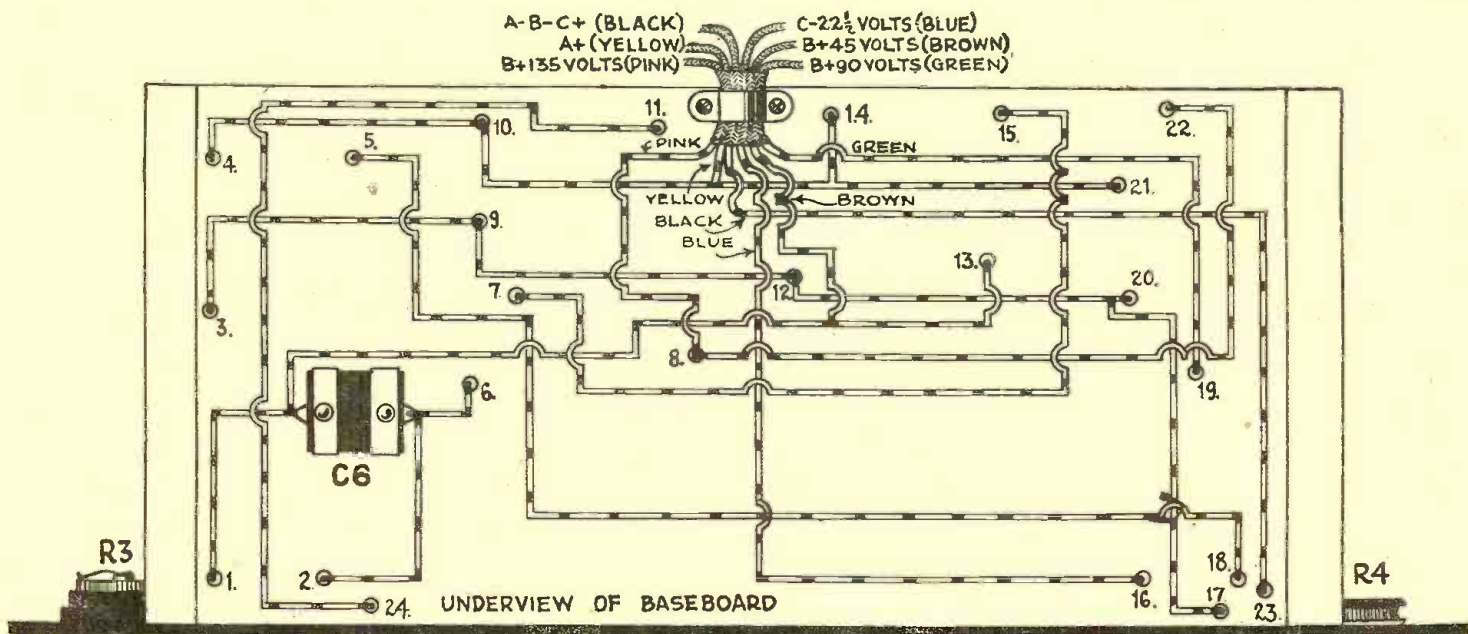 A-B-C+ (BLACK)
A+(YELLOW)
B+135 VOLTS(PINK)
C-22½ VOLTS(BLUE)
B+45 VOLTS(BROWN)
B+90 VOLTS(GREEN)
4.
5.
10.
11.
PINK
14.
GREEN
15.
22.
21.
YELLOW
BROWN
BLACK
BLUE
9.
3.
7.
12
13.
20.
8.
19.
6.
C6
R3
1.
2.
24.
UNDERVIEW OF BASEBOARD
16.
17.
18.
23.
R4